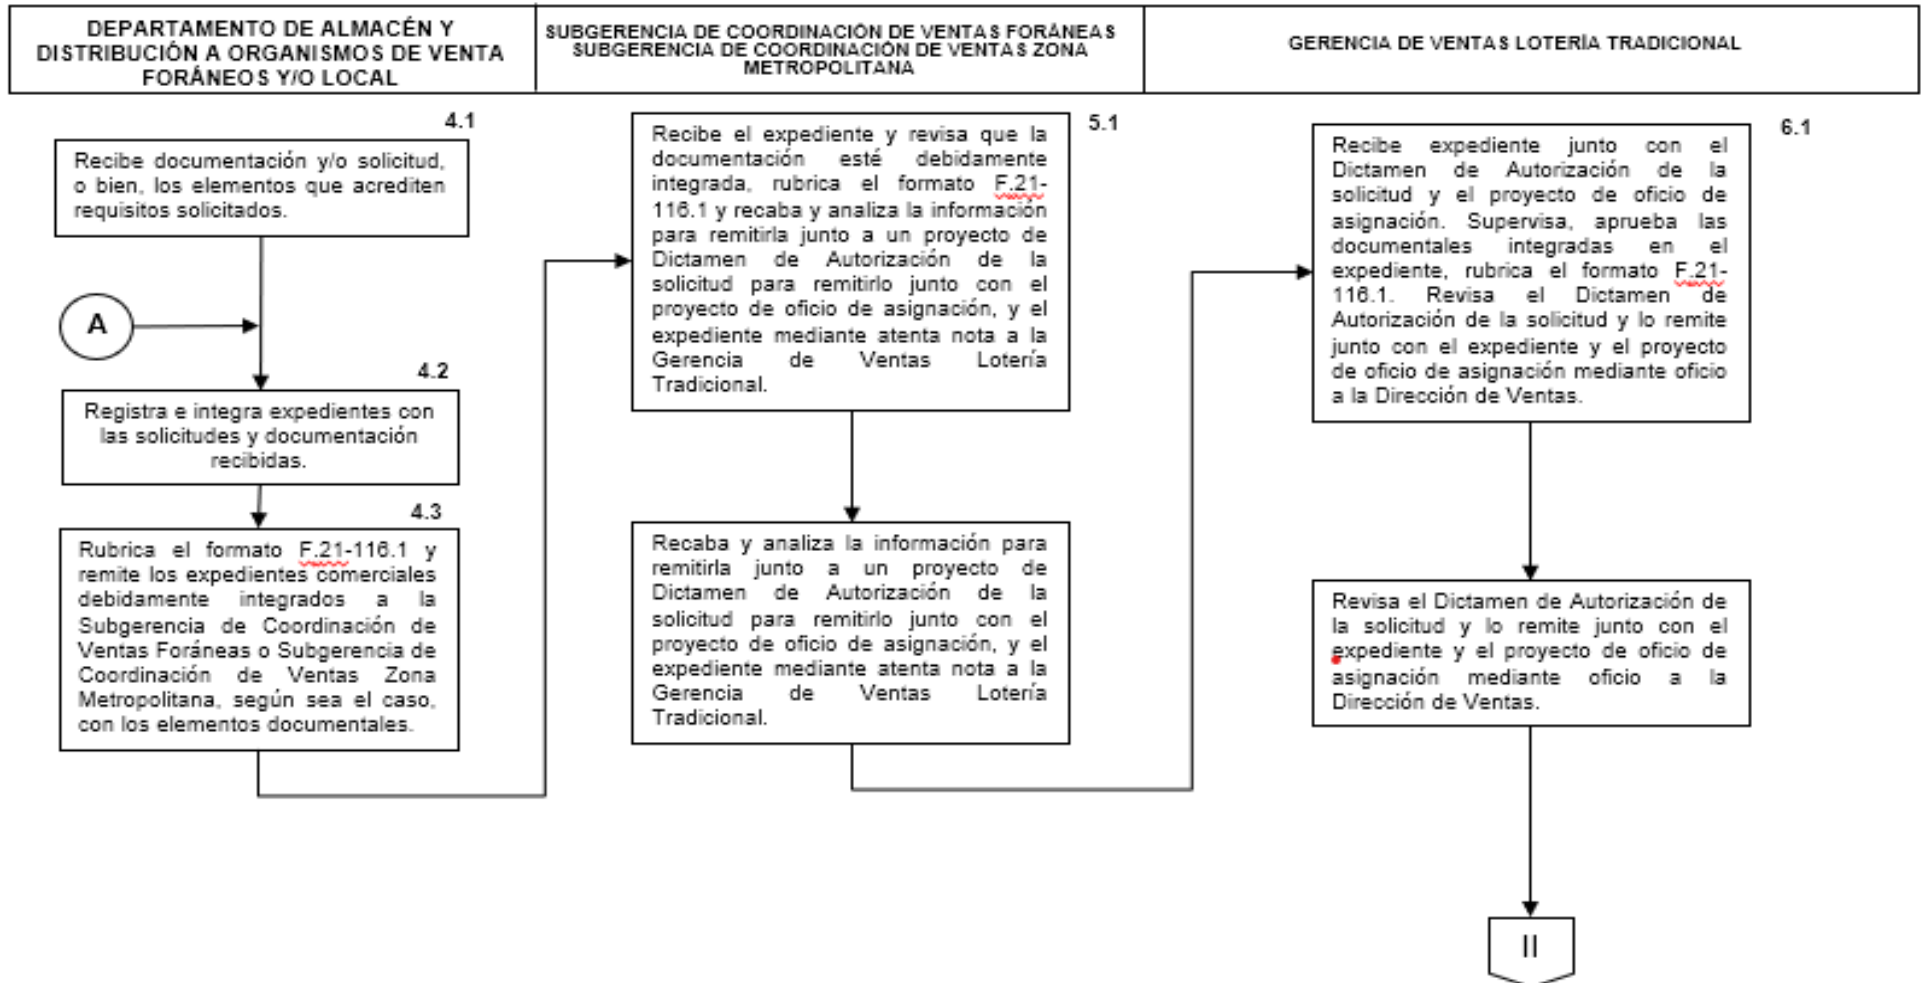 DEPARTAMENTO DE ALMACÉN Y
DISTRIBUCIÓN A ORGANISMOS DE VENTA
FORÁNEOS Y/O LOCAL
SUBGERENCIA DE COORDINACIÓN DE VENTAS FORÁNEAS
SUBGERENCIA DE COORDINACIÓN DE VENTAS ZONA
METROPOLITANA
GERENCIA DE VENTAS LOTERÍA TRADICIONAL
4.1
Recibe documentación y/o solicitud,
o bien, los elementos que acrediten
requisitos solicitados.
A
4.2
Registra e integra expedientes con
las solicitudes y documentación
recibidas.
4.3
Rubrica el formato F.21-116.1 y
remite los expedientes comerciales
debidamente integrados a la
Subgerencia de Coordinación de
Ventas Foráneas o Subgerencia de
Coordinación de Ventas Zona
Metropolitana, según sea el caso,
con los elementos documentales.
5.1
Recibe el expediente y revisa que la
documentación esté debidamente
integrada, rubrica el formato F.21-
116.1 y recaba y analiza la información
para remitirla junto a un proyecto de
Dictamen de Autorización de la
solicitud para remitirlo junto con el
proyecto de oficio de asignación, y el
expediente mediante atenta nota a la
Gerencia de Ventas Lotería
Tradicional.
Recaba y analiza la información para
remitirla junto a un proyecto de
Dictamen de Autorización de la
solicitud para remitirlo junto con el
proyecto de oficio de asignación, y el
expediente mediante atenta nota a la
Gerencia de Ventas Lotería
Tradicional.
6.1
Recibe expediente junto con el
Dictamen de Autorización de la
solicitud y el proyecto de oficio de
asignación. Supervisa, aprueba las
documentales integradas en el
expediente, rubrica el formato F.21-
116.1. Revisa el Dictamen de
Autorización de la solicitud y lo remite
junto con el expediente y el proyecto
de oficio de asignación mediante oficio
a la Dirección de Ventas.
Revisa el Dictamen de Autorización de
la solicitud y lo remite junto con el
expediente y el proyecto de oficio de
asignación mediante oficio a la
Dirección de Ventas.
II